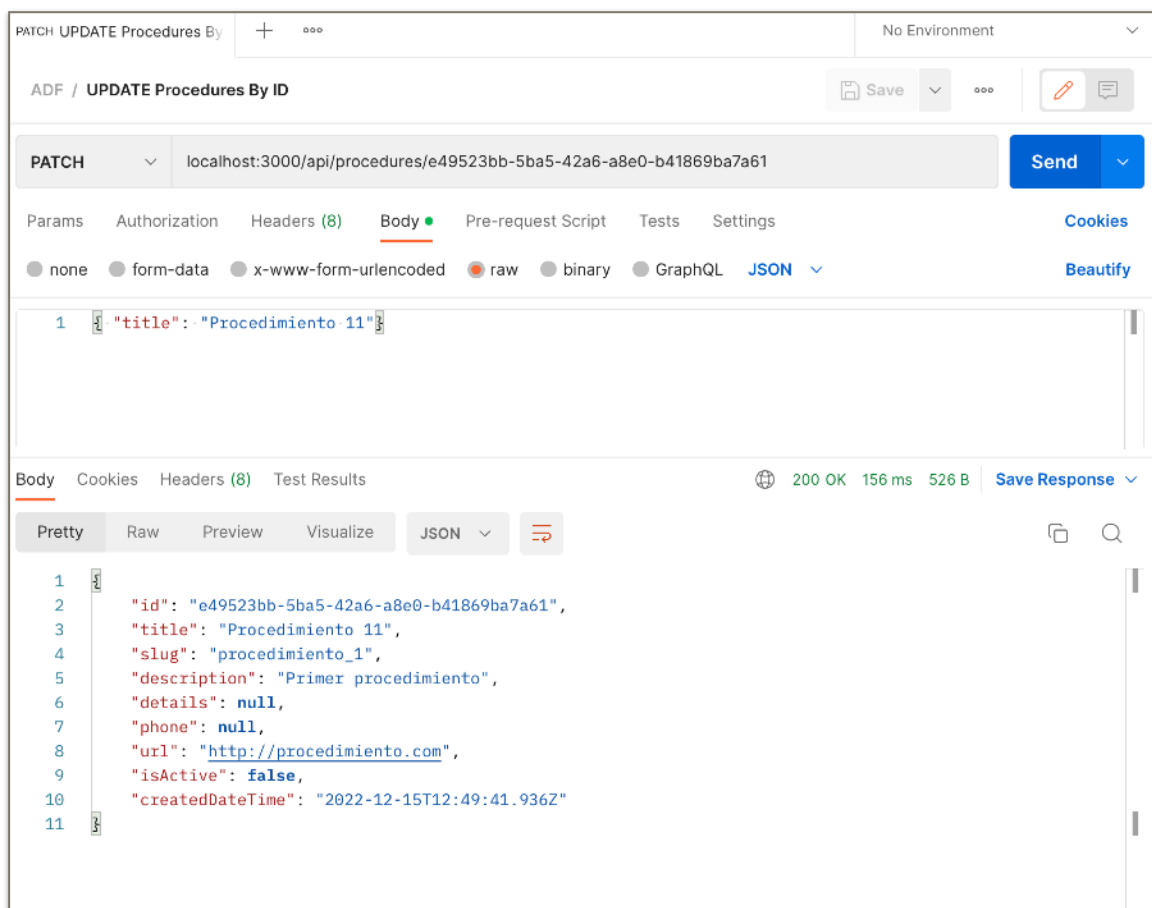 PATCH UPDATE Procedures By
No Environment
ADF / UPDATE Procedures By ID
Save
PATCH localhost:3000/api/procedures/e49523bb-5ba5-42a6-a8e0-b41869ba7a61 Send
Params Authorization Headers (8) Body Pre-request Script Tests Settings Cookies
none form-data x-www-form-urlencoded raw binary GraphQL JSON Beautify
1 { "title": "Procedimiento 11"}
Body Cookies Headers (8) Test Results 200 OK 156 ms 526 B Save Response
Pretty Raw Preview Visualize JSON
1 {
2 "id": "e49523bb-5ba5-42a6-a8e0-b41869ba7a61",
3 "title": "Procedimiento 11",
4 "slug": "procedimiento_1",
5 "description": "Primer procedimiento",
6 "details": null,
7 "phone": null,
8 "url": "http://procedimiento.com",
9 "isActive": false,
10 "createdDateTime": "2022-12-15T12:49:41.936Z"
11 }